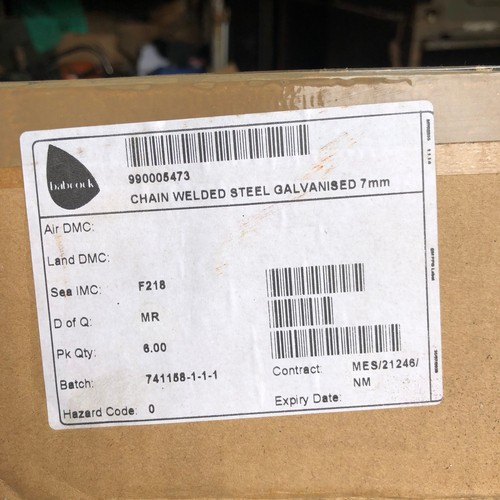 babcock
990005473
CHAIN WELDED STEEL GALVANISED 7mm
Air DMC:
Land DMC:
Sea IMC: F218
D of Q: MR
Pk Qty: 6.00
Batch: 741158-1-1-1
Hazard Code: 0
Contract: MES/21246/
NM
Expiry Date: